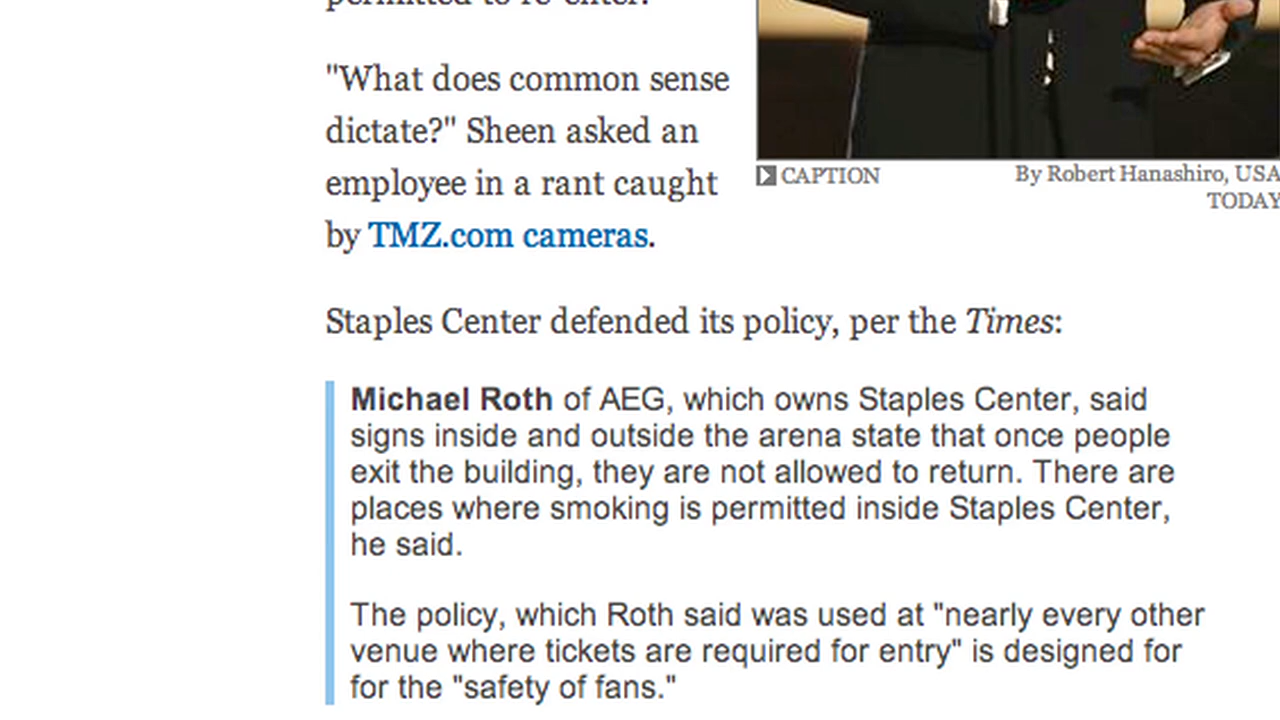 permitted to re-enter.
"What does common sense
dictate?" Sheen asked an
employee in a rant caught
by TMZ.com cameras.
CAPTION
By Robert Hanashiro, USA
TODAY
Staples Center defended its policy, per the Times:
Michael Roth of AEG, which owns Staples Center, said
signs inside and outside the arena state that once people
exit the building, they are not allowed to return. There are
places where smoking is permitted inside Staples Center,
he said.
The policy, which Roth said was used at "nearly every other
venue where tickets are required for entry" is designed for
for the "safety of fans."